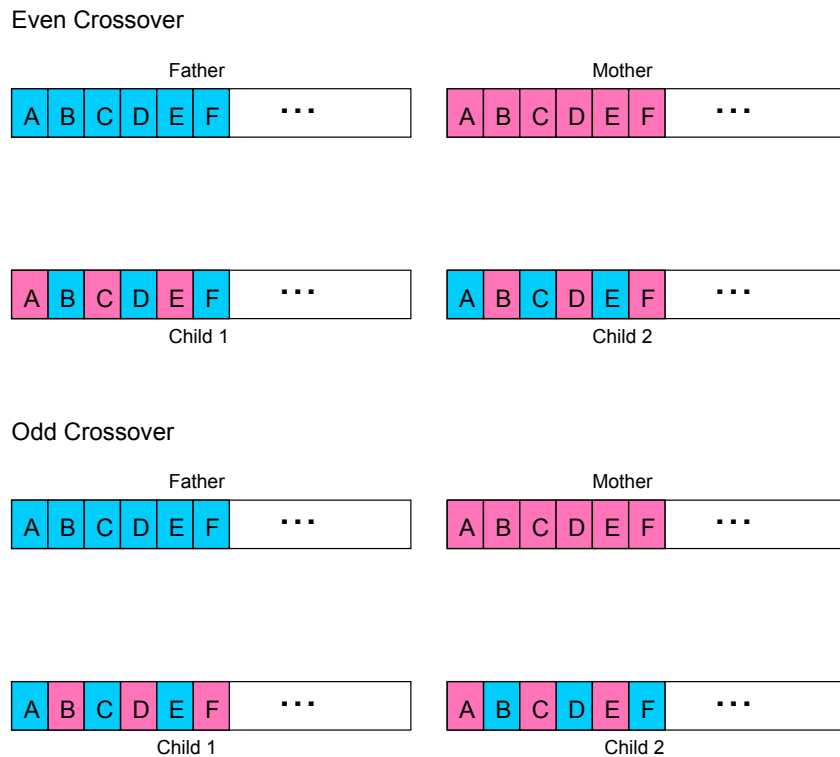 Even Crossover
Father Mother
A B C D E F ... A B C D E F ...
A B C D E F ... A B C D E F ...
Child 1 Child 2
Odd Crossover
Father Mother
A B C D E F ... A B C D E F ...
A B C D E F ... A B C D E F ...
Child 1 Child 2